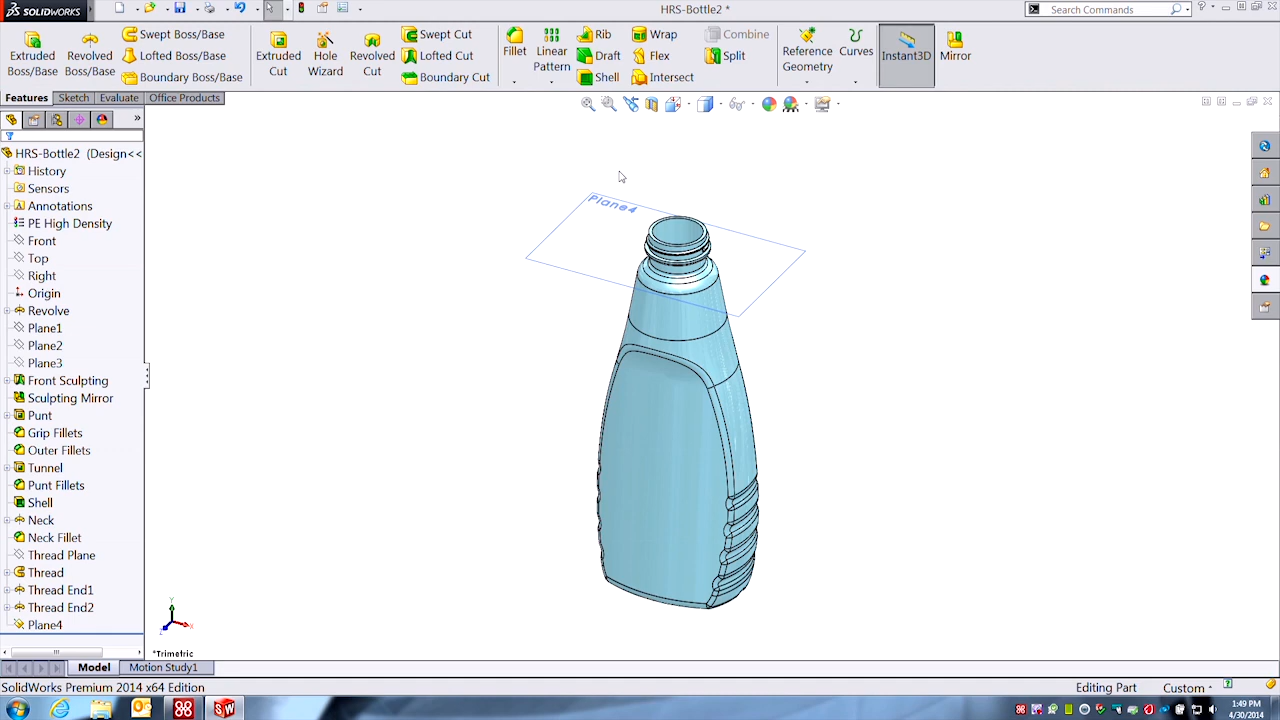 SOLIDWORKS
HRS-Bottle2 *
Search Commands
Extruded Boss/Base
Revolved Boss/Base
Swept Boss/Base
Lofted Boss/Base
Boundary Boss/Base
Extruded Cut
Hole Wizard
Revolved Cut
Swept Cut
Lofted Cut
Boundary Cut
Fillet
Linear Pattern
Rib
Draft
Shell
Wrap
Flex
Intersect
Combine
Split
Reference Geometry
Curves
Instant3D
Mirror
Features
Sketch
Evaluate
Office Products
HRS-Bottle2 (Design<<
History
Sensors
Annotations
PE High Density
Front
Top
Right
Origin
Revolve
Plane1
Plane2
Plane3
Front Sculpting
Sculpting Mirror
Punt
Grip Fillets
Outer Fillets
Tunnel
Punt Fillets
Shell
Neck
Neck Fillet
Thread Plane
Thread
Thread End1
Thread End2
Plane4
Plane4
Y
X
Z
*Trimetric
Model
Motion Study1
SolidWorks Premium 2014 x64 Edition
Editing Part
Custom
1:49 PM
4/30/2014